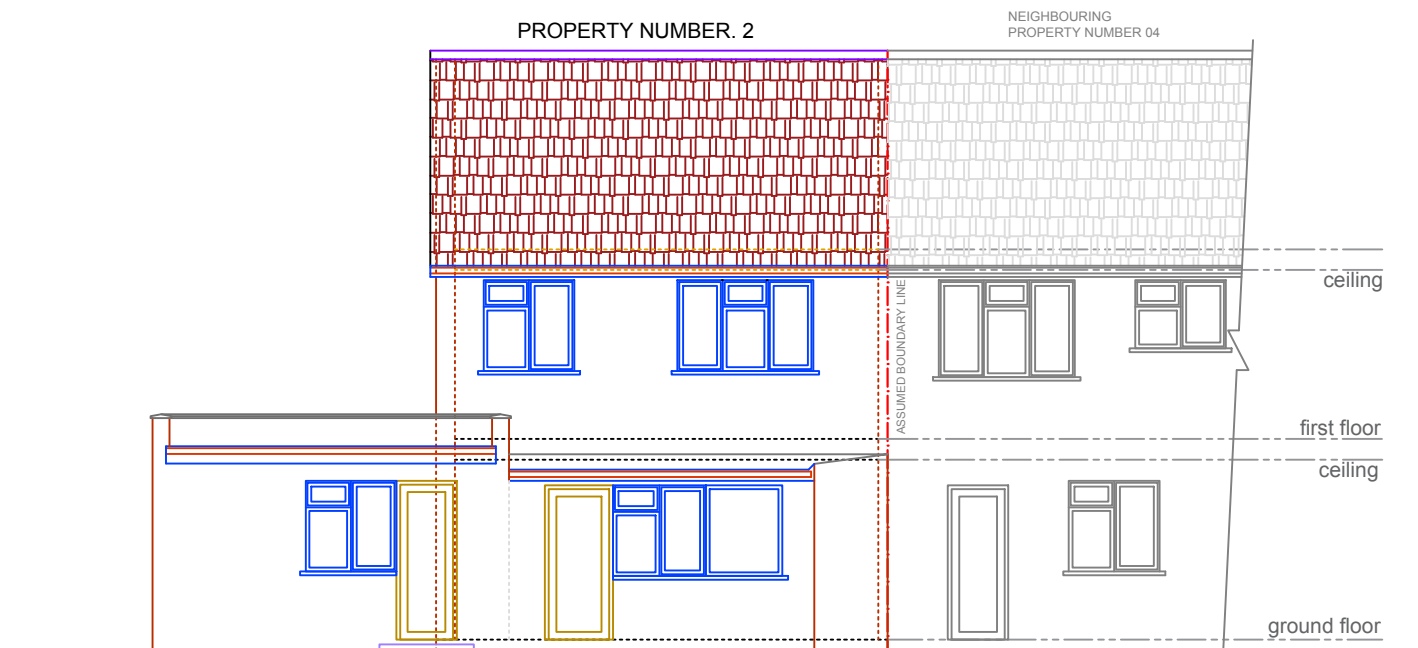 PROPERTY NUMBER. 2
NEIGHBOURING
PROPERTY NUMBER 04
ceiling
ASSUMED BOUNDARY LINE
first floor
ceiling
ground floor